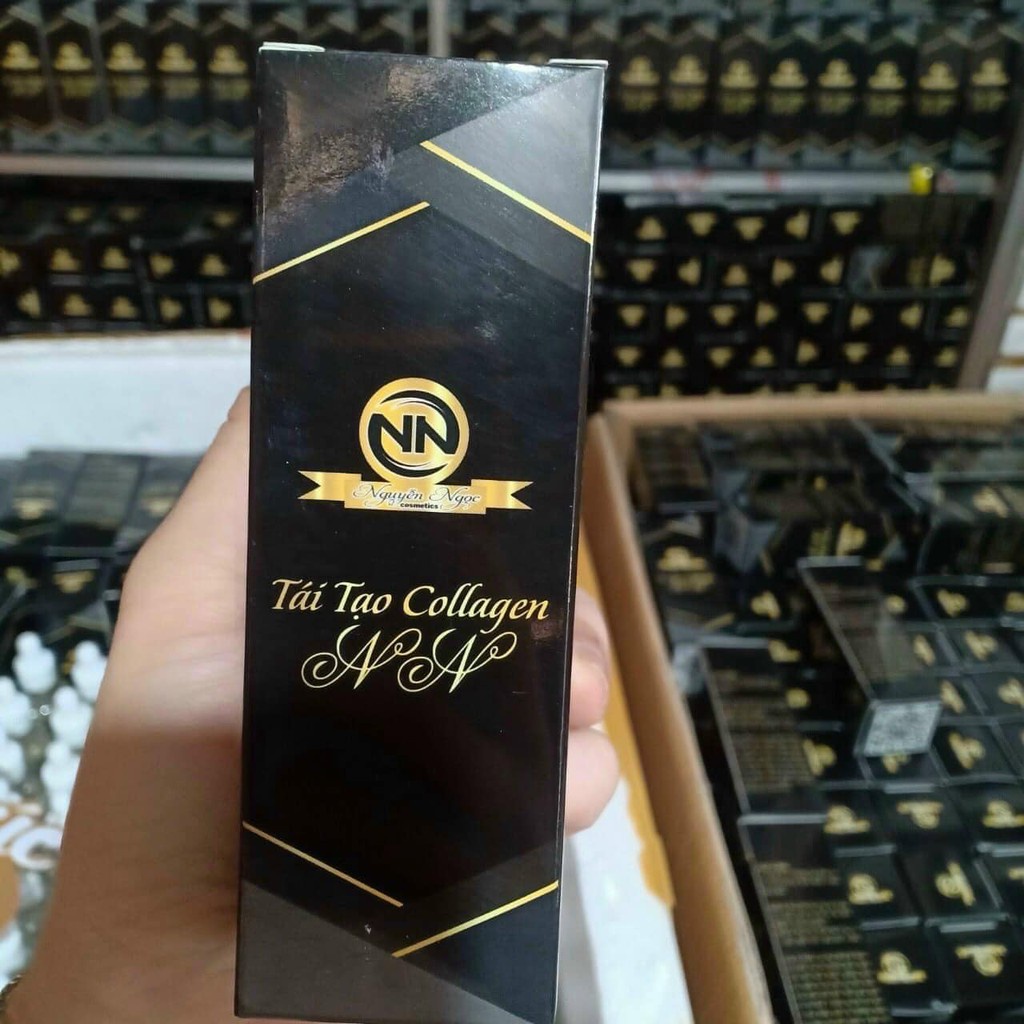 NN
Nguyễn Ngọc
cosmetics
Tái Tạo Collagen
NN